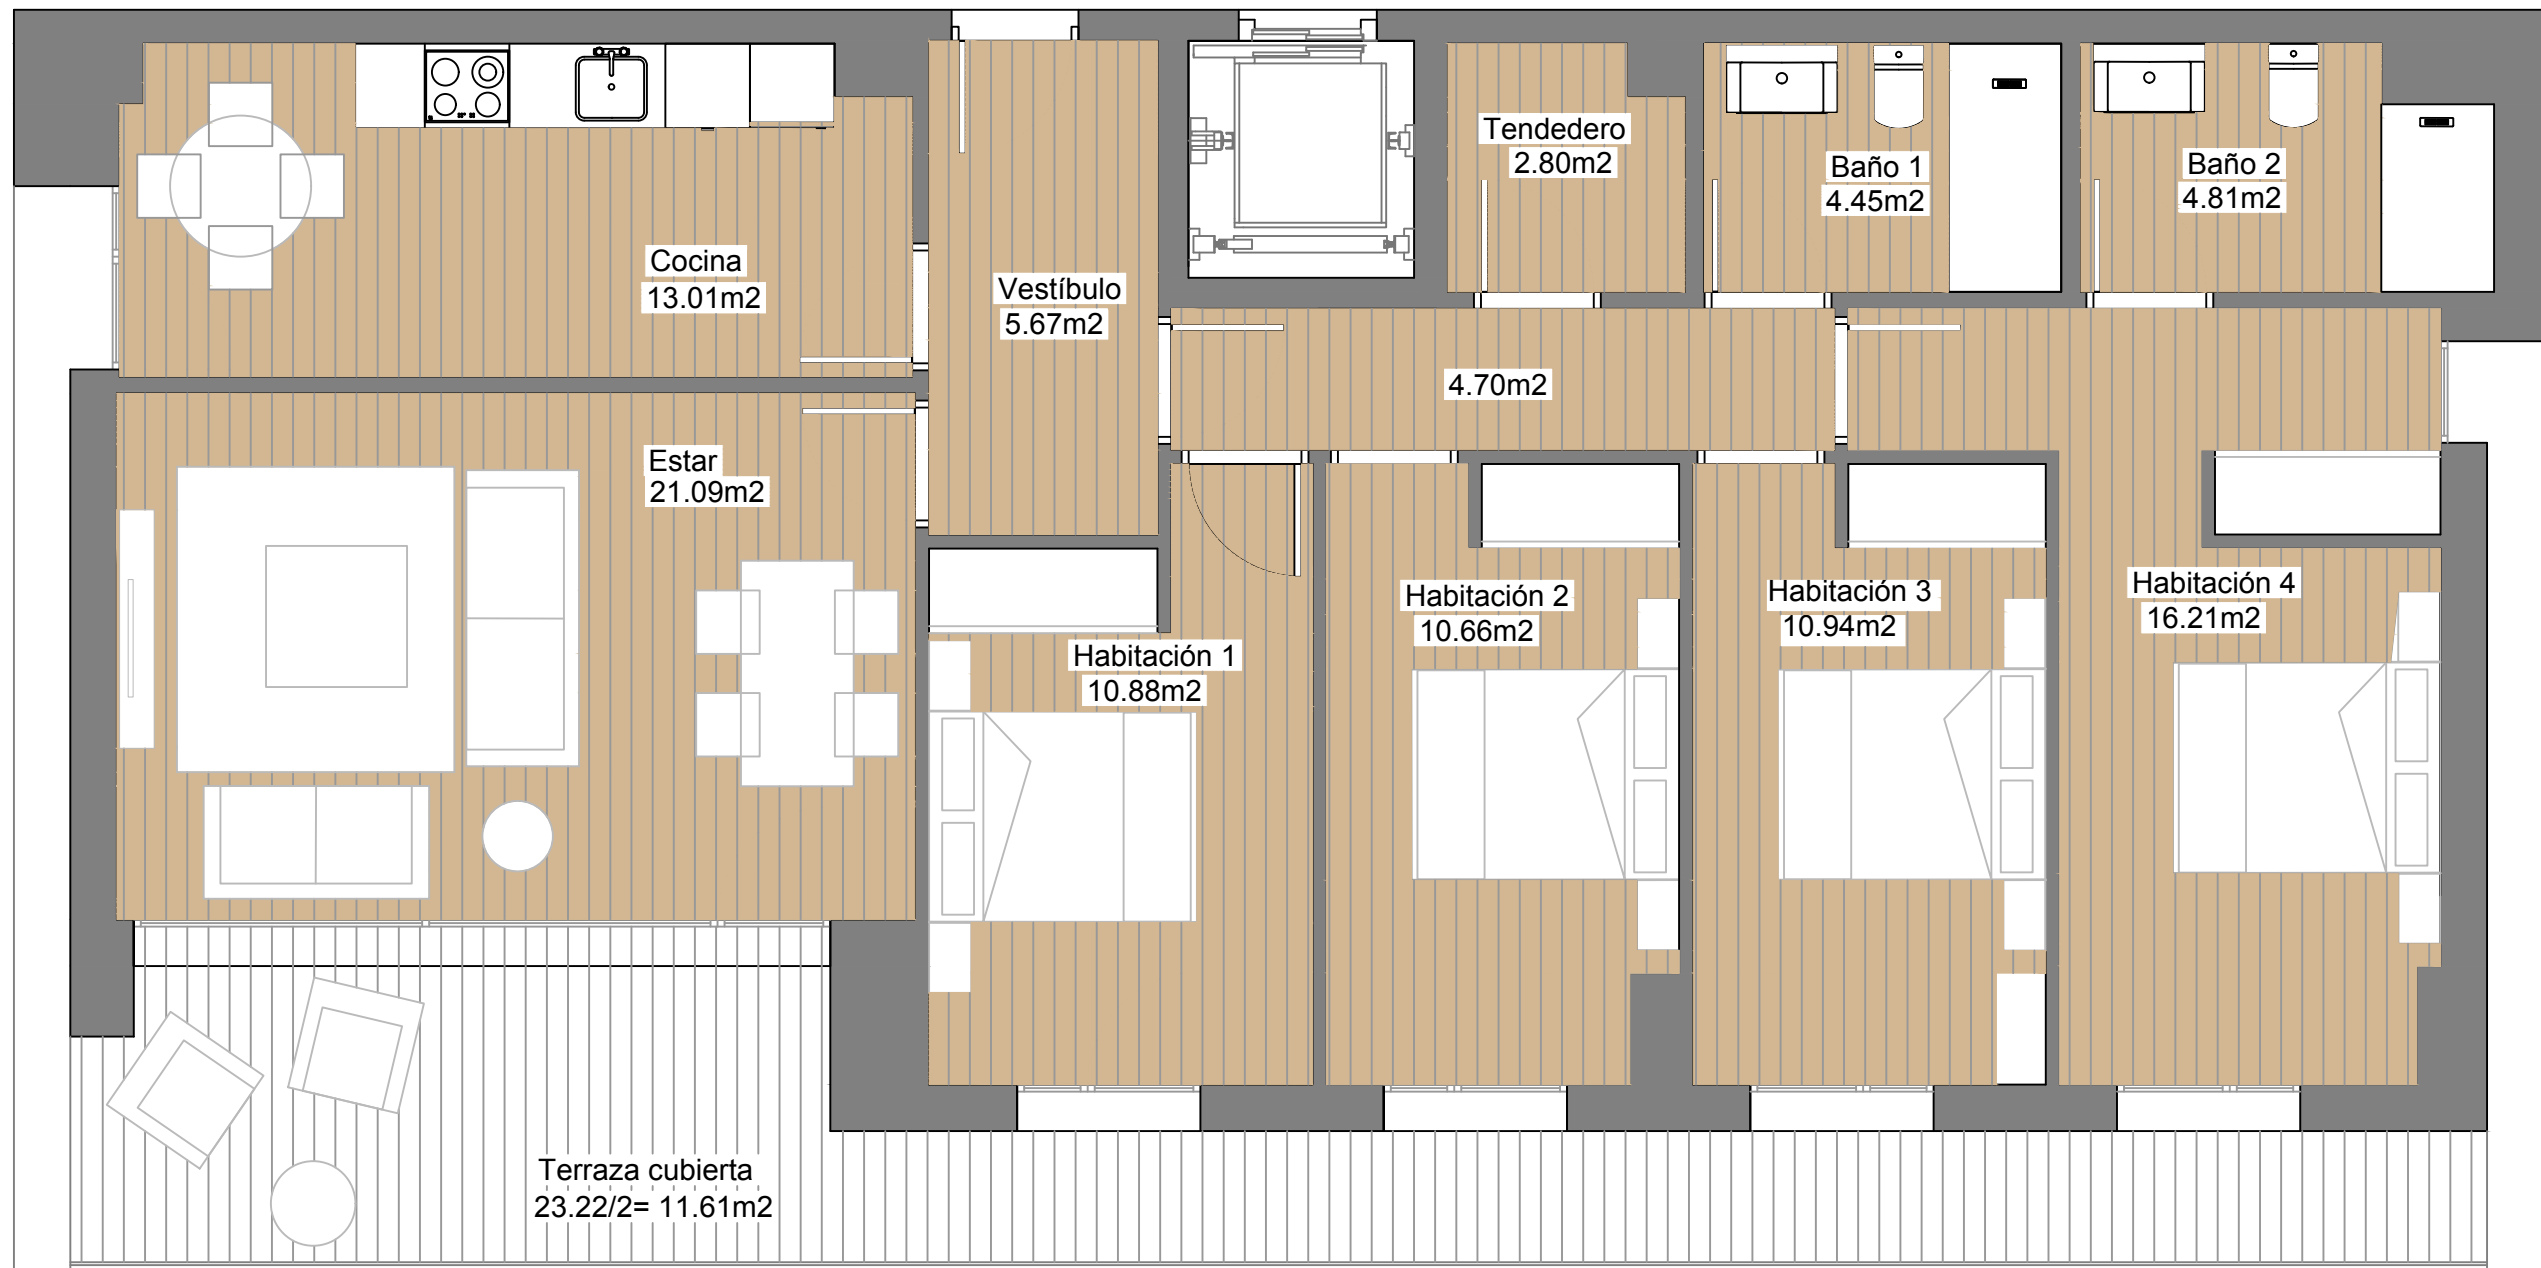 Cocina
13.01m2
Vestíbulo
5.67m2
Tendedero
2.80m2
Baño 1
4.45m2
Baño 2
4.81m2
4.70m2
Estar
21.09m2
Habitación 1
10.88m2
Habitación 2
10.66m2
Habitación 3
10.94m2
Habitación 4
16.21m2
Terraza cubierta
23.22/2= 11.61m2